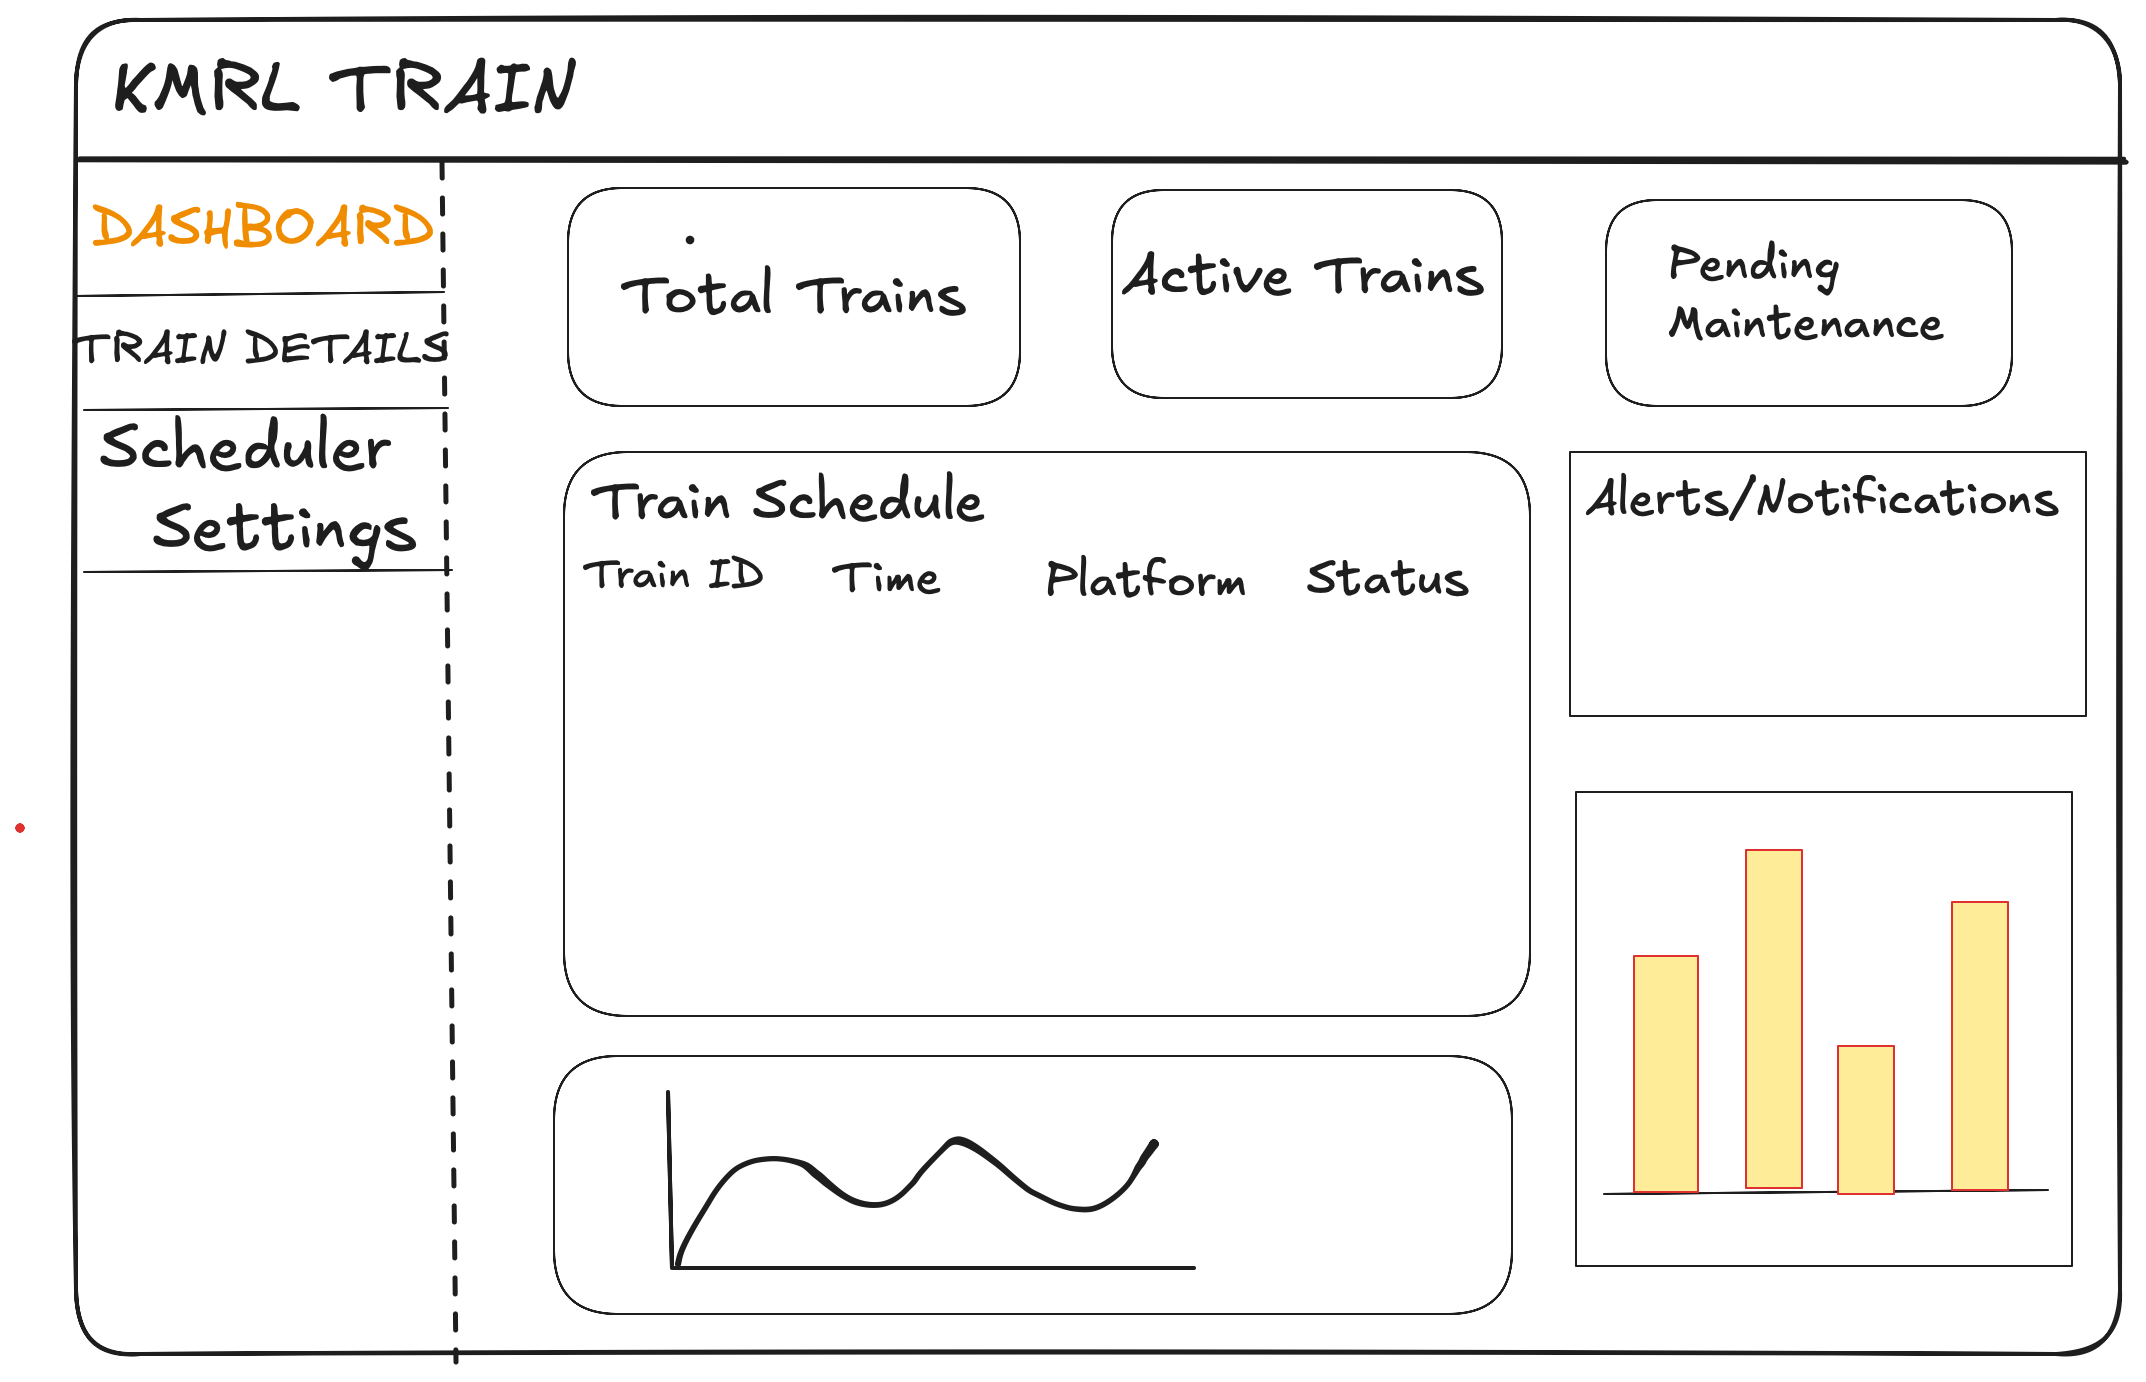 KMRL TRAIN
DASHBOARD
TRAIN DETAILS
Scheduler
Settings
Total Trains
Active Trains
Pending
Maintenance
Train Schedule
Train ID Time Platform Status
Alerts/Notifications